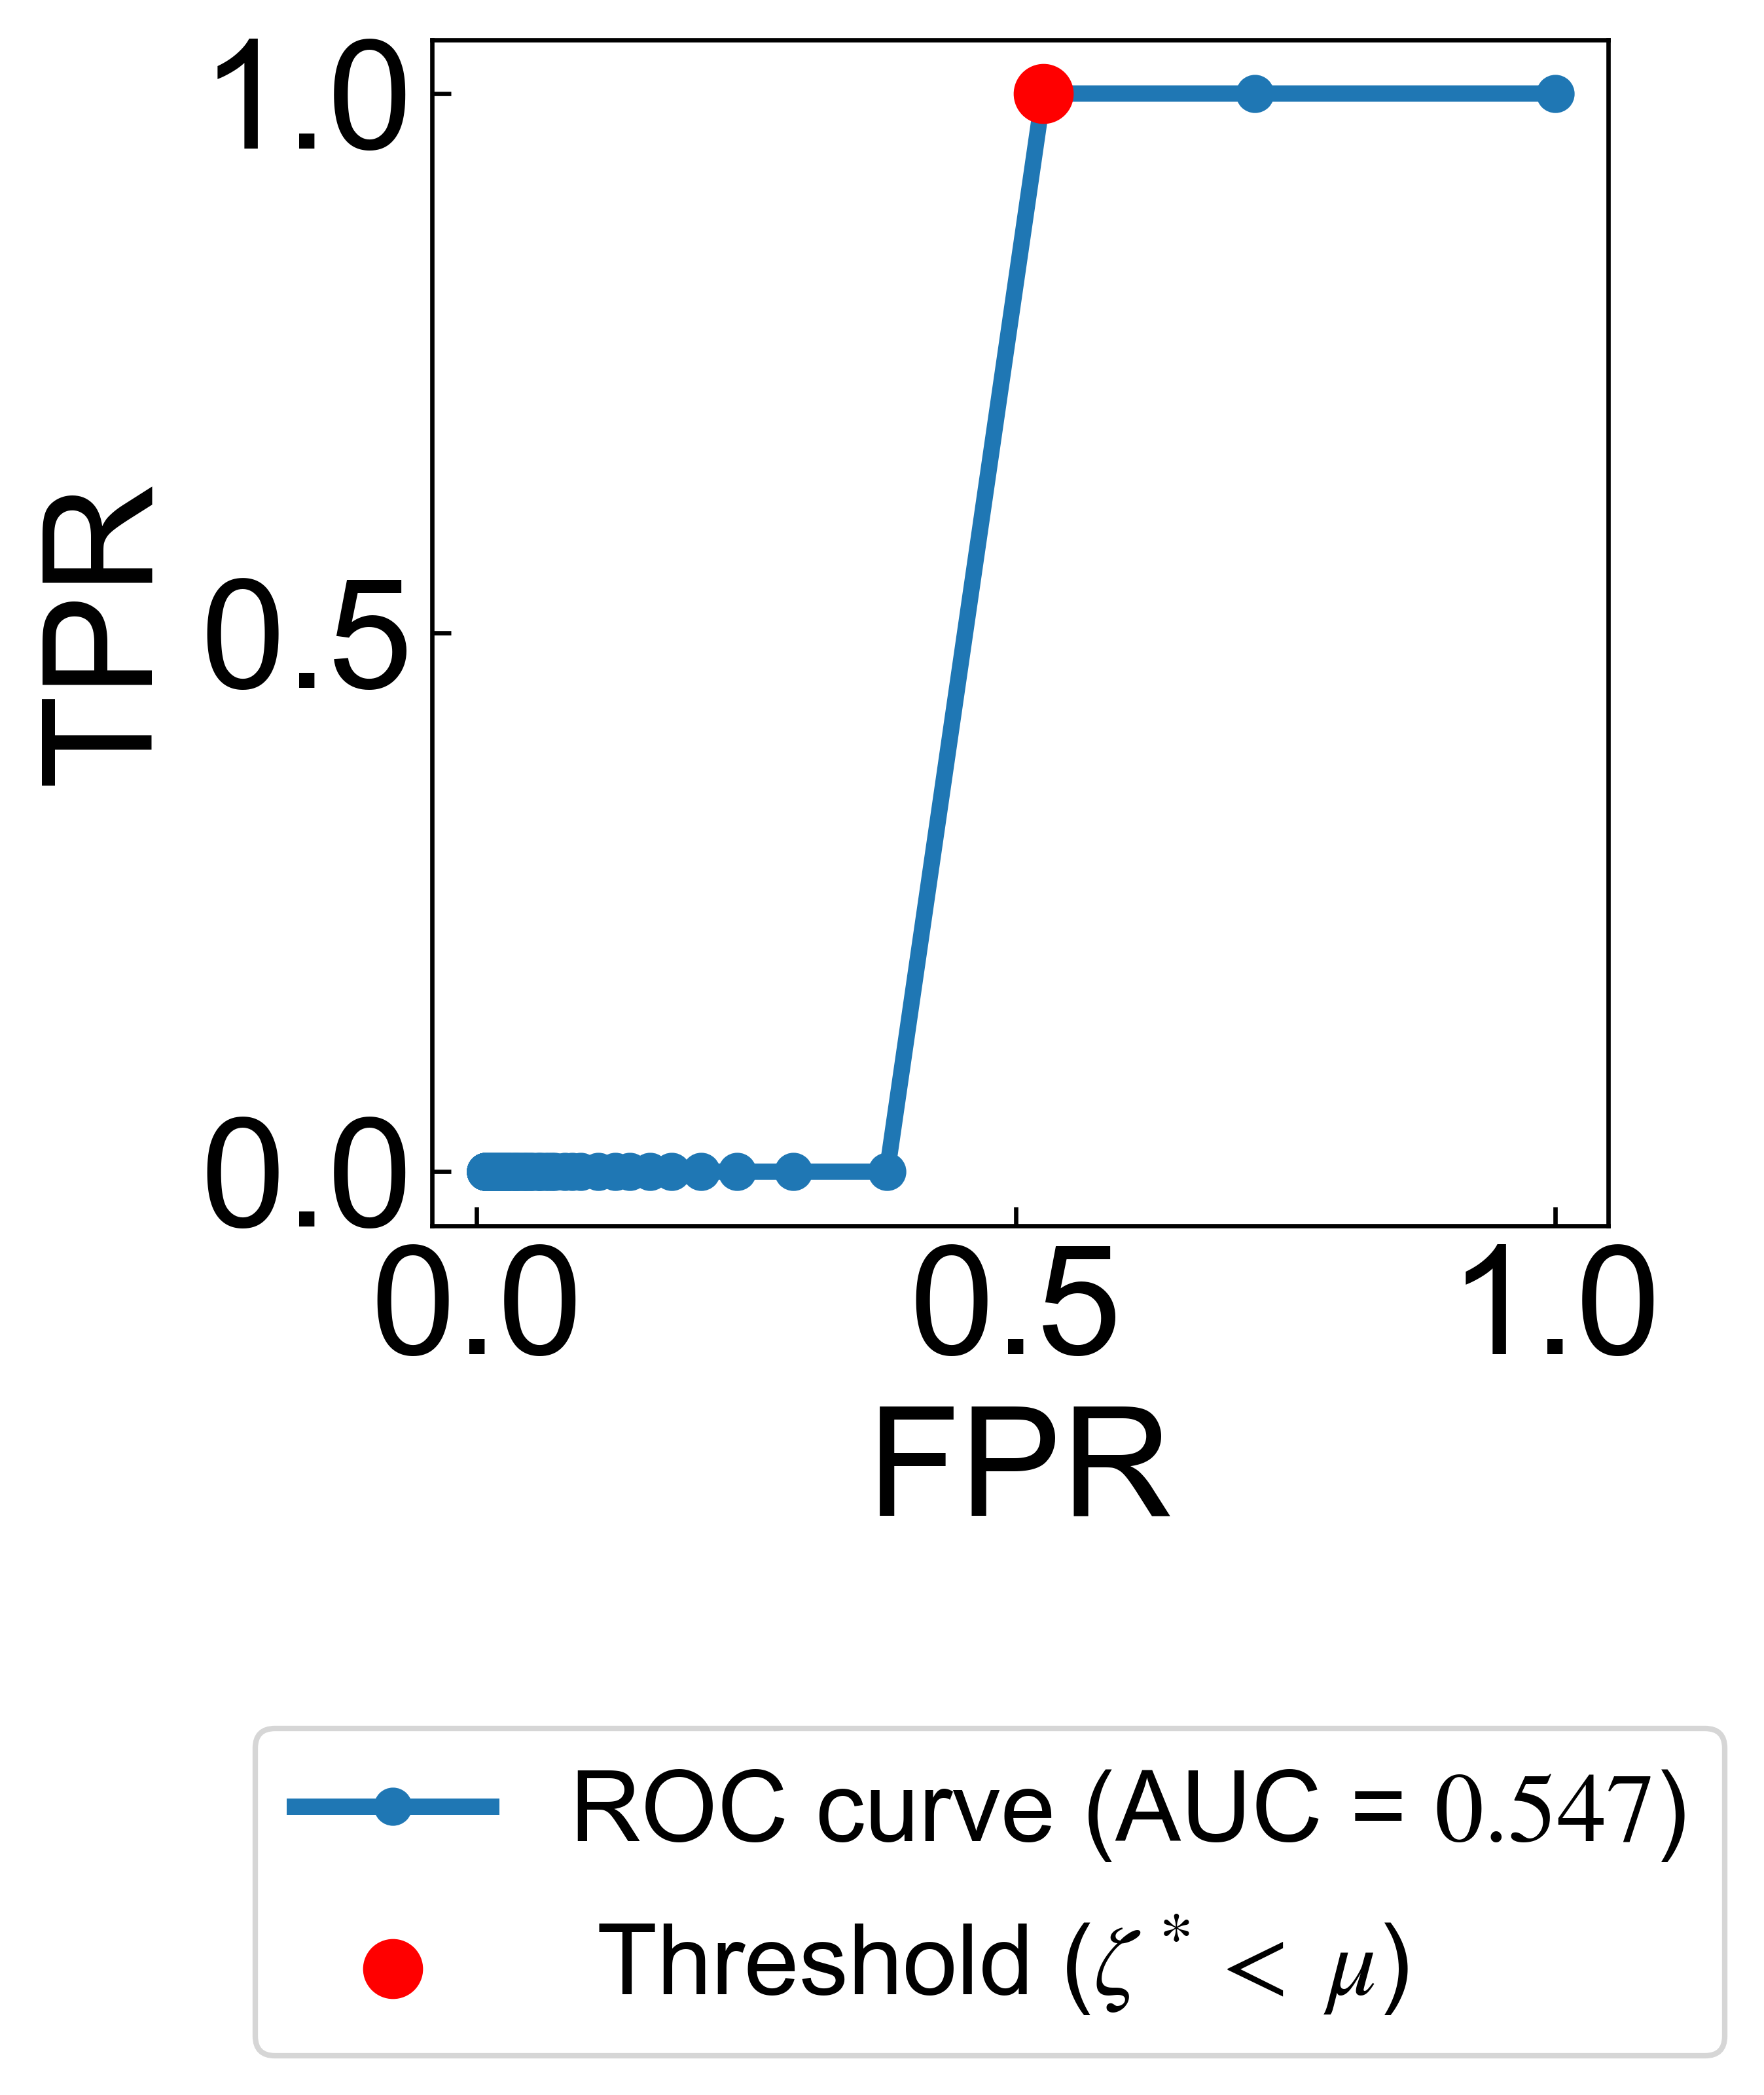 1.0
0.5
0.0
TPR
0.0 0.5 1.0
FPR
ROC curve (AUC = 0.547)
Threshold (ζ* < μ)